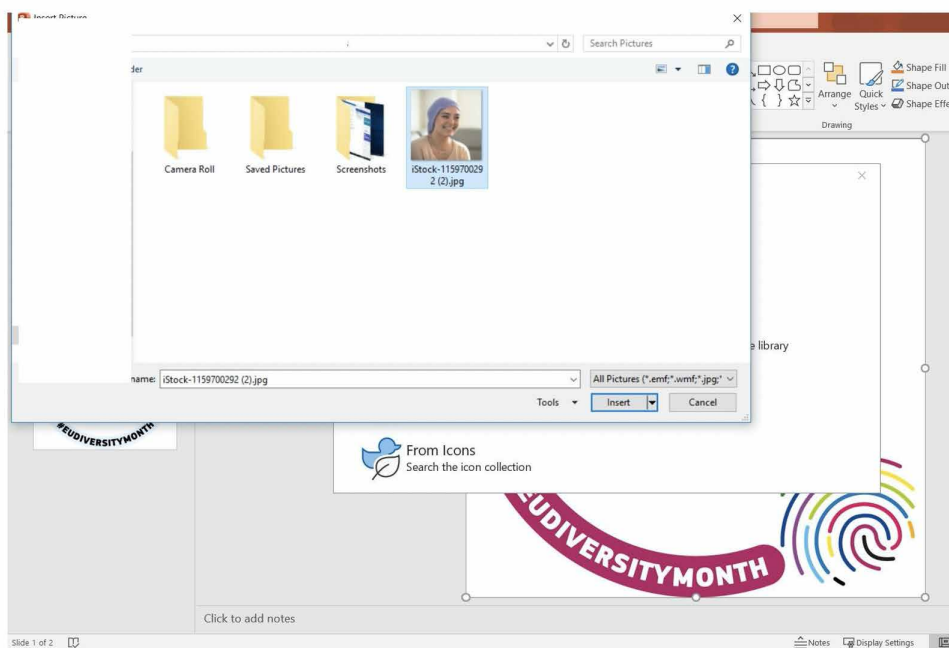 Insert Picture
Search Pictures
Shape Fill
Shape Out
Shape Effe
Arrange
Quick
Styles
Drawing
der
Camera Roll
Saved Pictures
Screenshots
iStock-115970029
2 (2).jpg
e library
name: iStock-1159700292 (2).jpg
All Pictures (*.emf;*.wmf;*.jpg;*
Tools
Insert
Cancel
#EUDIVERSITYMONTH
From Icons
Search the icon collection
EUDIVERSITYMONTH
Click to add notes
Slide 1 of 2
Notes
Display Settings